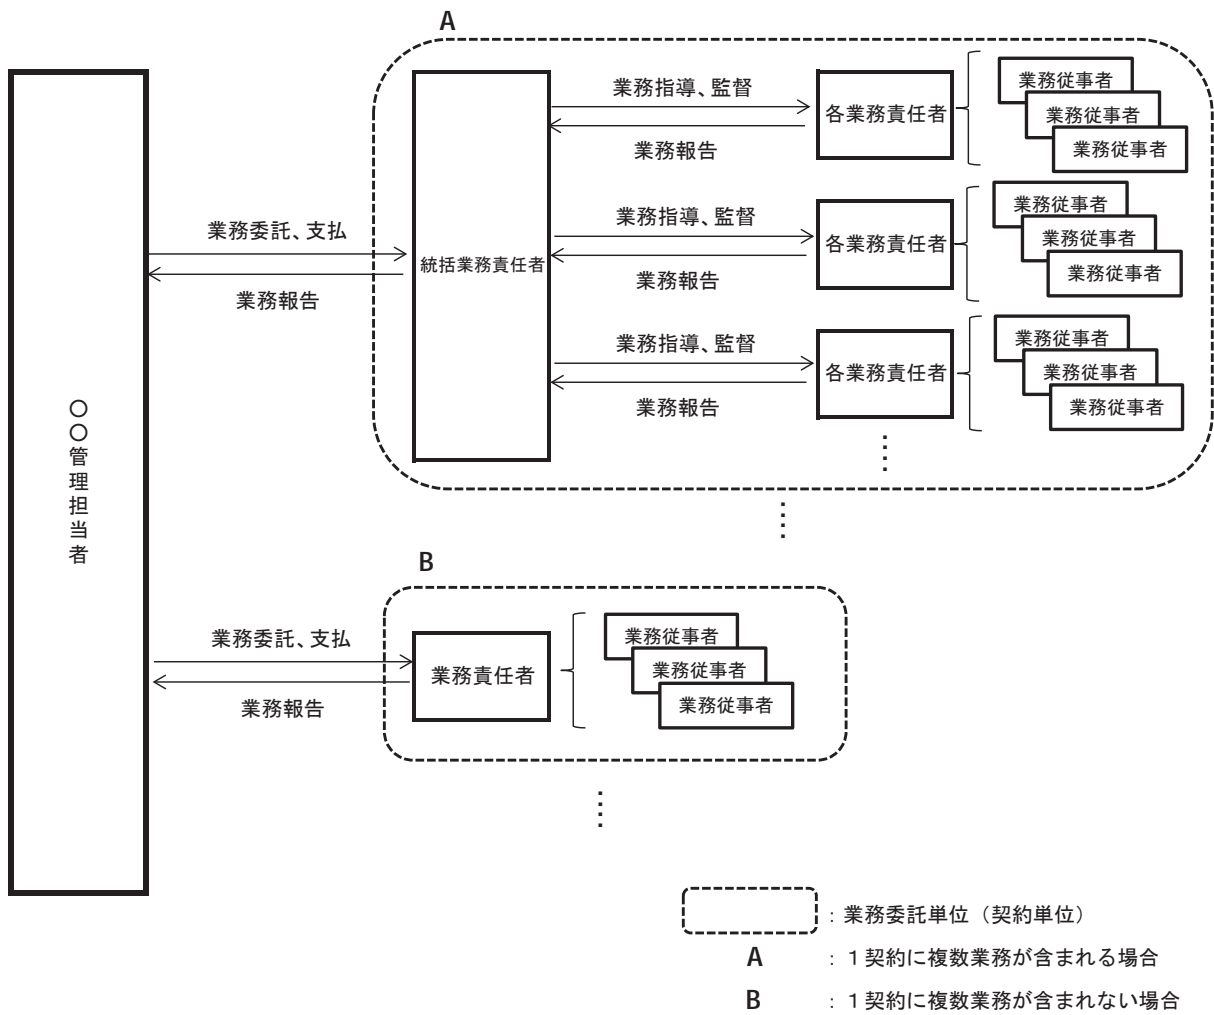 A
業務指導、監督
業務報告
各業務責任者
業務従事者
業務従事者
業務従事者
業務委託、支払
業務報告
統括業務責任者
業務指導、監督
業務報告
各業務責任者
業務従事者
業務従事者
業務従事者
業務指導、監督
業務報告
各業務責任者
業務従事者
業務従事者
業務従事者
〇〇管理担当者
B
業務委託、支払
業務報告
業務責任者
業務従事者
業務従事者
業務従事者
：業務委託単位（契約単位）
A ：１契約に複数業務が含まれる場合
B ：１契約に複数業務が含まれない場合